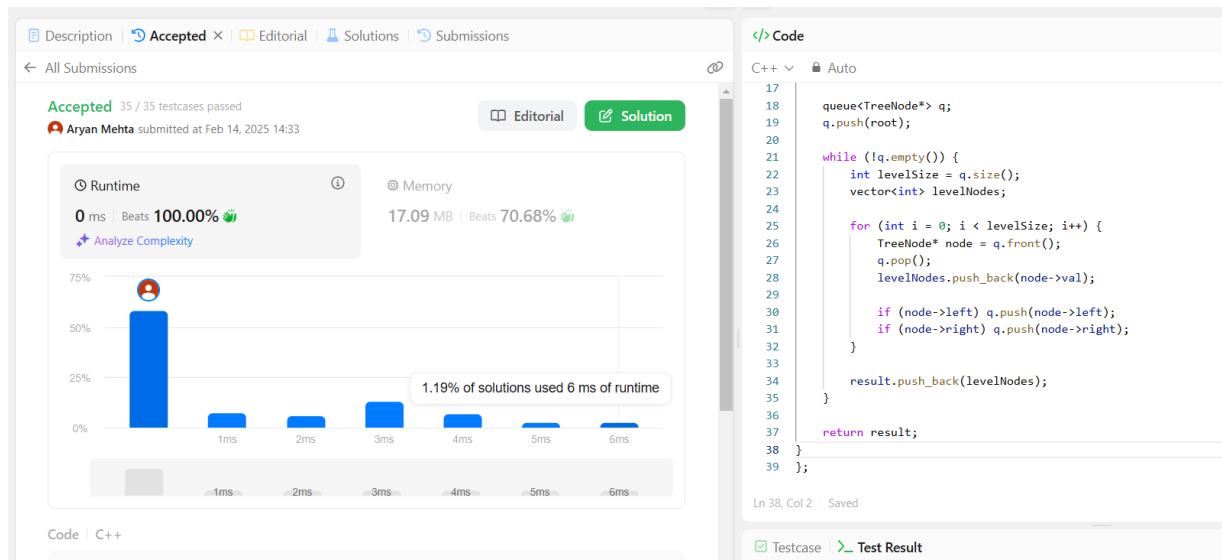 Description Accepted × Editorial Solutions Submissions
← All Submissions
Accepted 35 / 35 testcases passed
Aryan Mehta submitted at Feb 14, 2025 14:33
Editorial
Solution
Runtime
0 ms Beats 100.00%
Analyze Complexity
Memory
17.09 MB Beats 70.68%
75%
50%
25%
0%
1.19% of solutions used 6 ms of runtime
1ms 2ms 3ms 4ms 5ms 6ms
1ms 2ms 3ms 4ms 5ms 6ms
Code C++
</> Code
C++ Auto
17
18 queue<TreeNode*> q;
19 q.push(root);
20
21 while (!q.empty()) {
22 int levelSize = q.size();
23 vector<int> levelNodes;
24
25 for (int i = 0; i < levelSize; i++) {
26 TreeNode* node = q.front();
27 q.pop();
28 levelNodes.push_back(node->val);
29
30 if (node->left) q.push(node->left);
31 if (node->right) q.push(node->right);
32 }
33
34 result.push_back(levelNodes);
35 }
36
37 return result;
38 }
39 };
Ln 38, Col 2 Saved
Testcase >_ Test Result